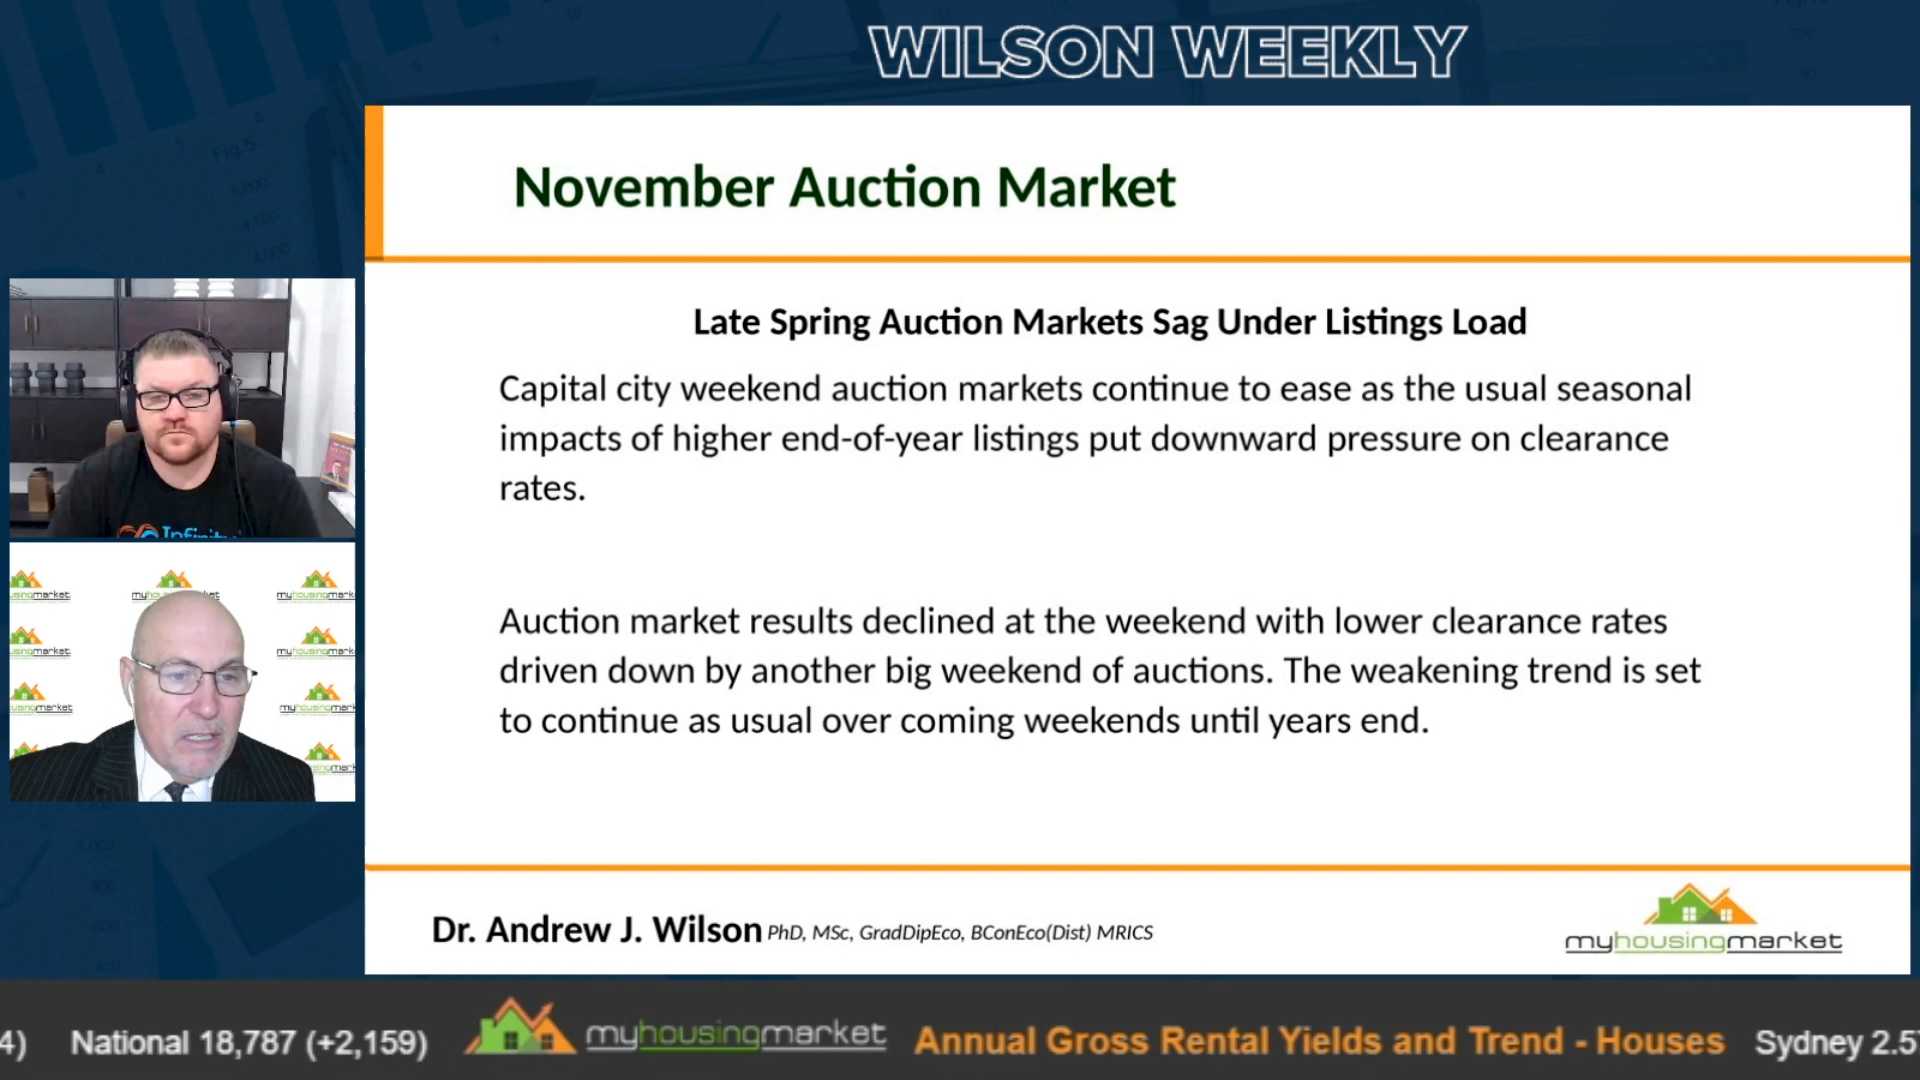 WILSON WEEKLY
November Auction Market
Late Spring Auction Markets Sag Under Listings Load
Capital city weekend auction markets continue to ease as the usual seasonal
impacts of higher end-of-year listings put downward pressure on clearance
rates.
Auction market results declined at the weekend with lower clearance rates
driven down by another big weekend of auctions. The weakening trend is set
to continue as usual over coming weekends until years end.
Dr. Andrew J. Wilson PhD, MSc, GradDipEco, BConEco(Dist) MRICS
myhousingmarket
4) National 18,787 (+2,159) myhousingmarket Annual Gross Rental Yields and Trend - Houses Sydney 2.5